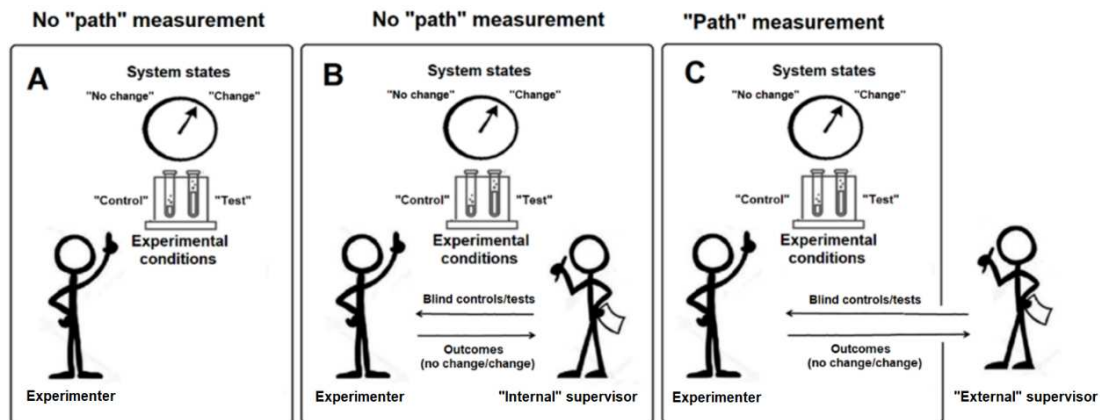 No "path" measurement
A
System states
"No change"
"Change"
"Control"
"Test"
Experimental
conditions
Experimenter
No "path" measurement
B
System states
"No change"
"Change"
"Control"
"Test"
Experimental
conditions
Blind controls/tests
Outcomes
(no change/change)
Experimenter
"Internal" supervisor
"Path" measurement
C
System states
"No change"
"Change"
"Control"
"Test"
Experimental
conditions
Blind controls/tests
Outcomes
(no change/change)
Experimenter
"External" supervisor